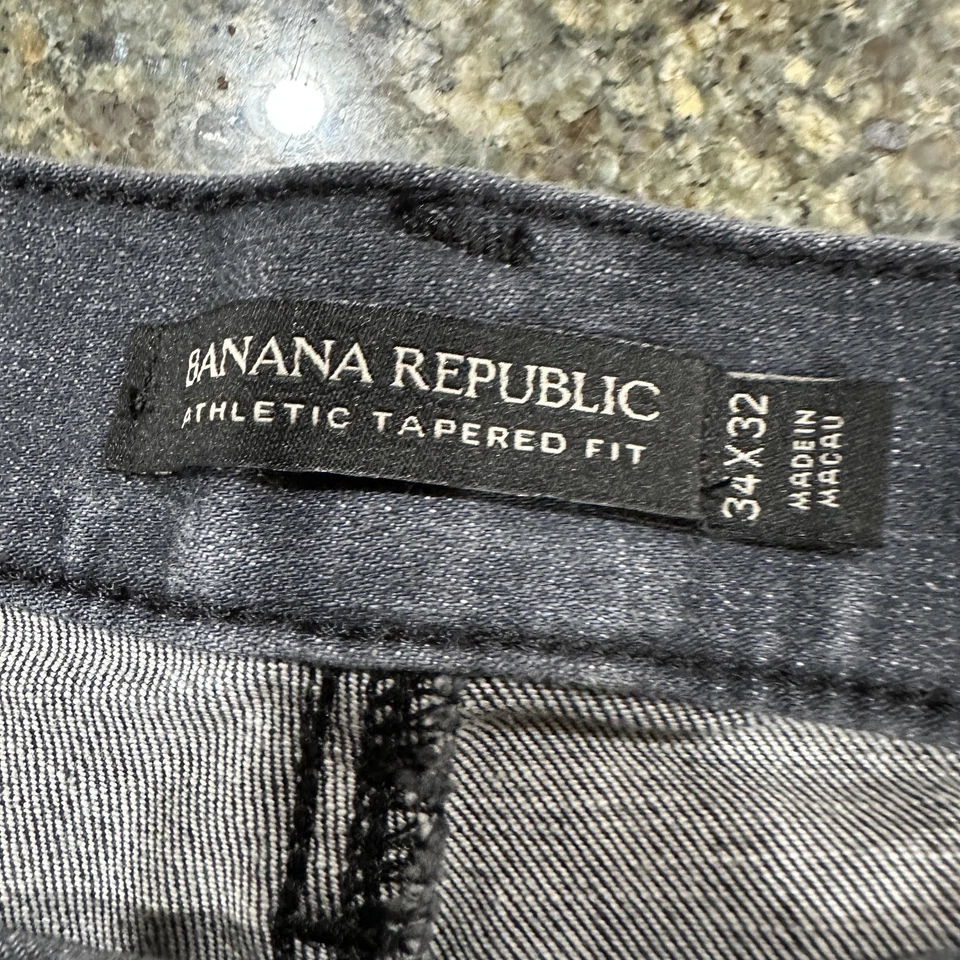 BANANA REPUBLIC
ATHLETIC TAPERED FIT
34X32
MADE IN
MACAU